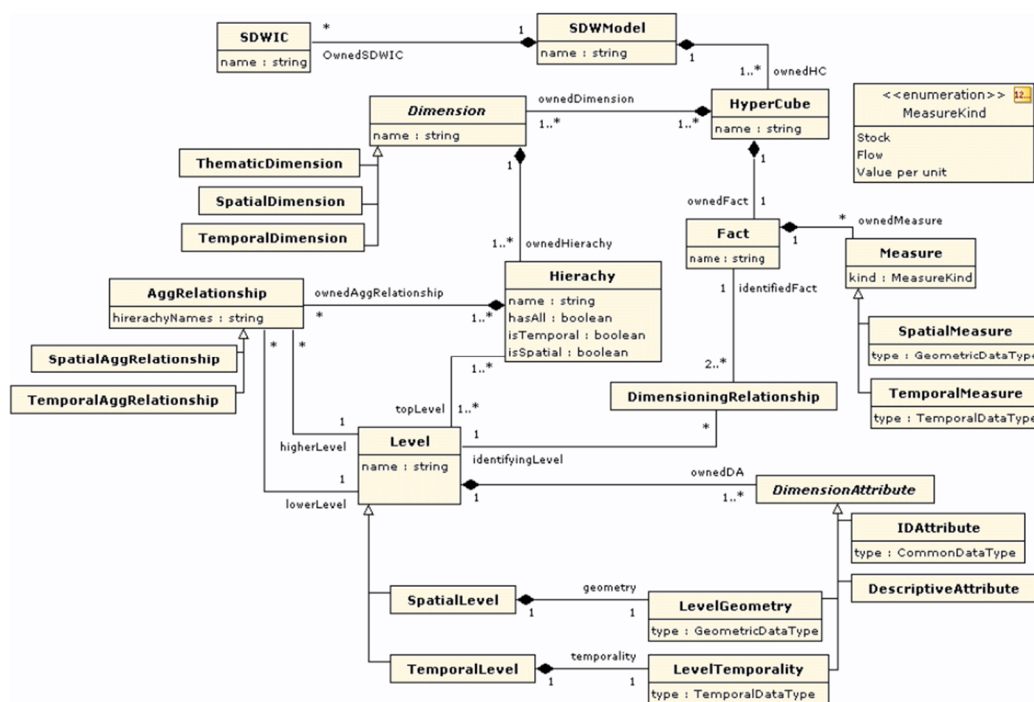 *
1
1
SDWIC
name : string
OwnedSDWIC
SDWModel
name : string
1..*
ownedHC
<<enumeration>>
12...
MeasureKind
Stock
Flow
Value per unit
Dimension
name : string
ownedDimension
1..*
1..*
HyperCube
name : string
ThematicDimension
SpatialDimension
TemporalDimension
1
1
1..*
ownedHierachy
ownedFact
1
Fact
name : string
1
*
ownedMeasure
Measure
kind : MeasureKind
AggRelationship
hirerachyNames : string
ownedAggRelationship
*
1..*
Hierachy
name : string
hasAll : boolean
isTemporal : boolean
isSpatial : boolean
1
identifiedFact
SpatialMeasure
type : GeometricDataType
TemporalMeasure
type : TemporalDataType
SpatialAggRelationship
TemporalAggRelationship
*
*
1..*
2..*
DimensioningRelationship
topLevel
1..*
1
higherLevel
Level
name : string
1
identifyingLevel
*
1
lowerLevel
1
ownedDA
1..*
DimensionAttribute
IDAttribute
type : CommonDataType
DescriptiveAttribute
SpatialLevel
1
geometry
1
LevelGeometry
type : GeometricDataType
TemporalLevel
1
temporality
1
LevelTemporality
type : TemporalDataType